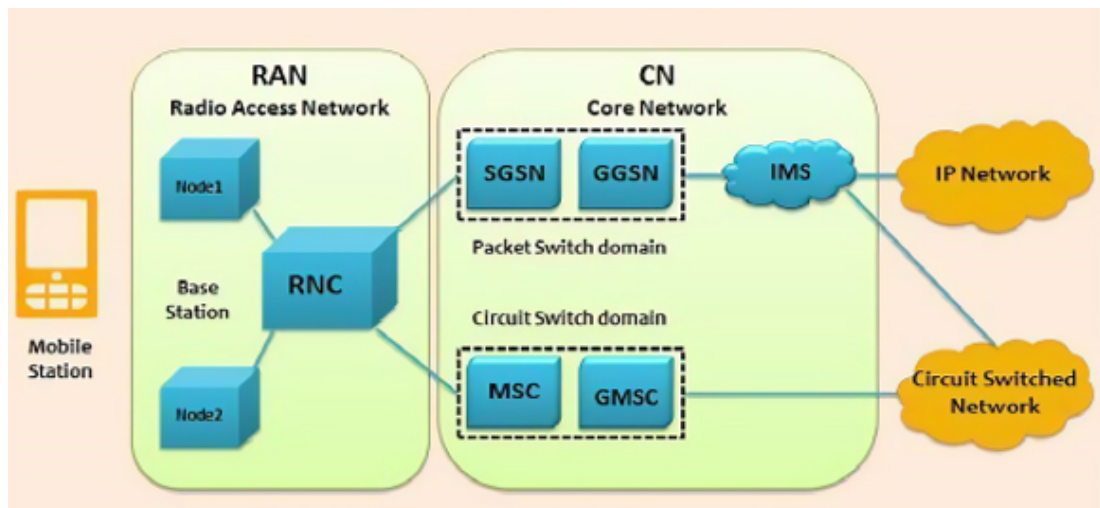 RAN
Radio Access Network
Node1
RNC
Base
Station
Node2
Mobile
Station
CN
Core Network
SGSN
GGSN
IMS
Packet Switch domain
Circuit Switch domain
MSC
GMSC
IP Network
Circuit Switched
Network